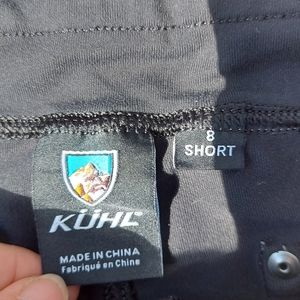 KÜHL
MADE IN CHINA
Fabriqué en Chine
8
SHORT